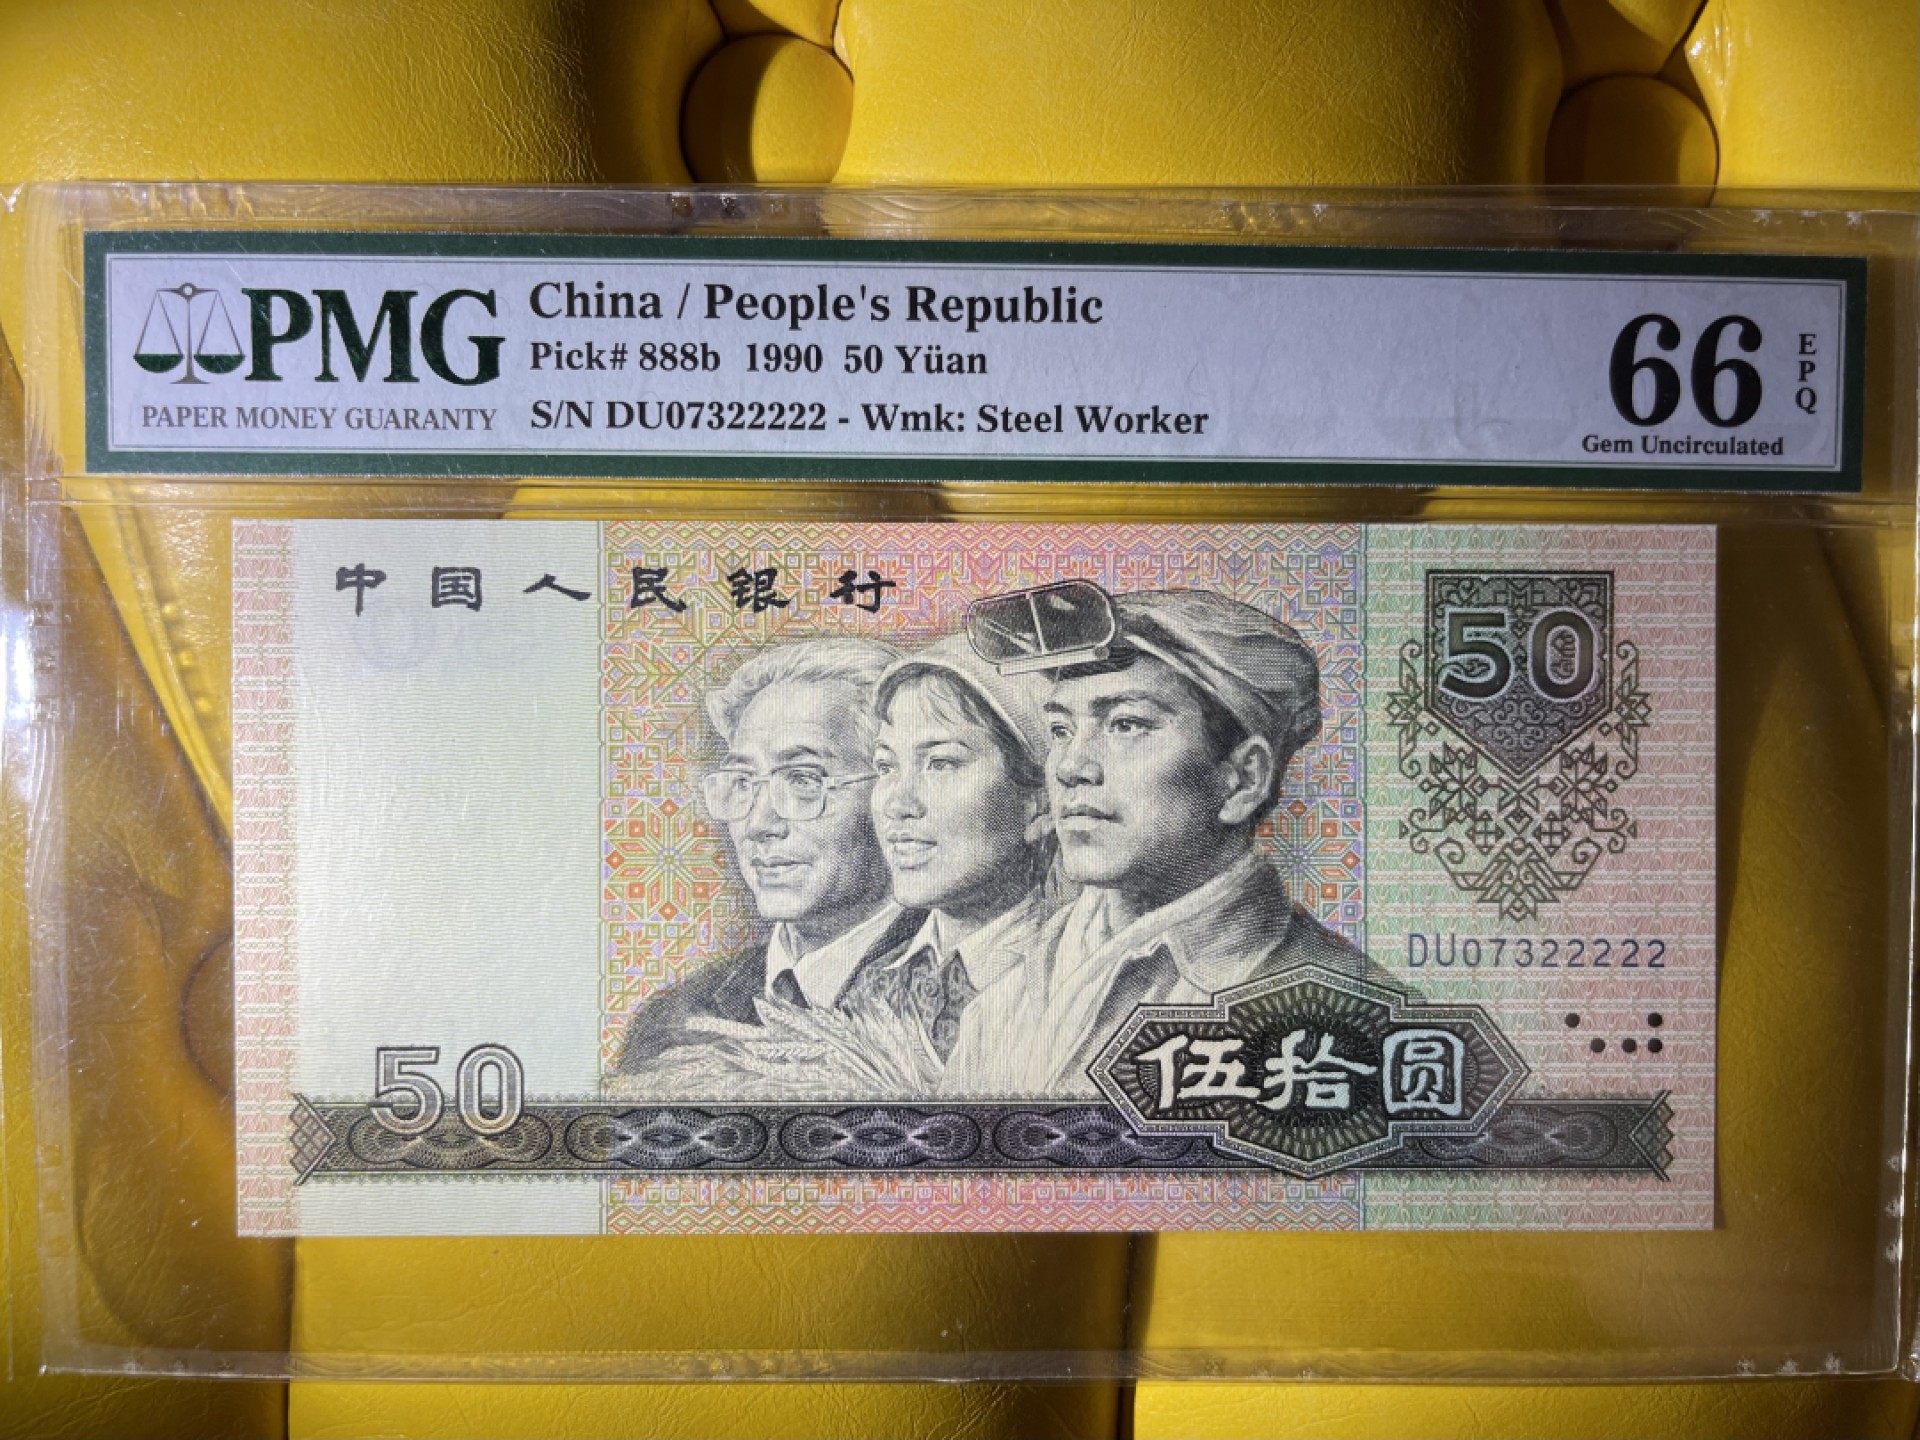 PMG
PAPER MONEY GUARANTY
China / People's Republic
Pick# 888b 1990 50 Yüan
S/N DU07322222 - Wmk: Steel Worker
66
EPQ
Gem Uncirculated
中国人民银行
50
DU07322222
50
伍拾圆